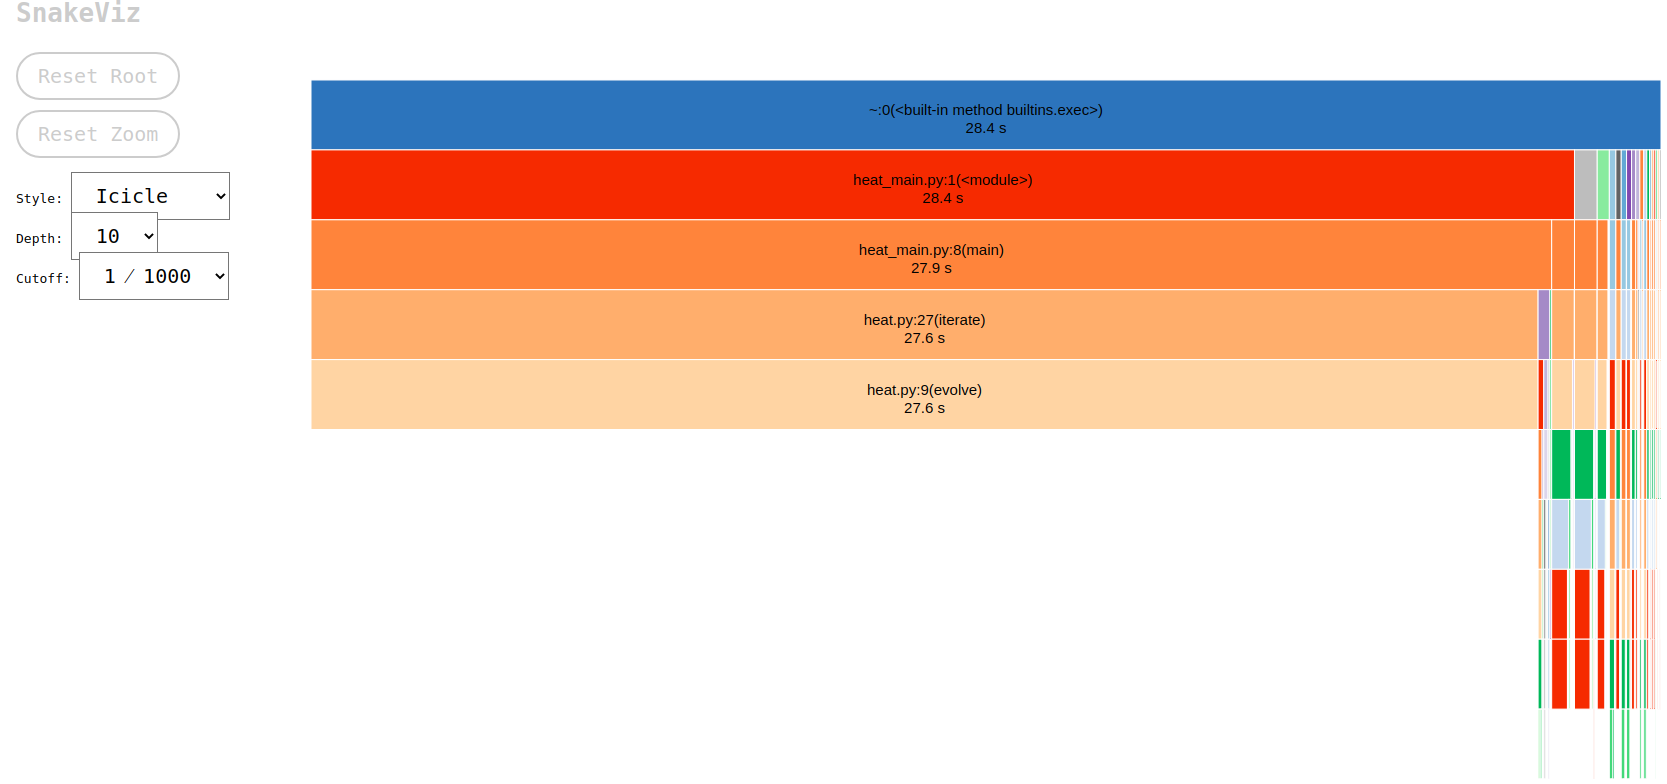 SnakeViz
Reset Root
Reset Zoom
Style: Icicle
Depth: 10
Cutoff: 1 / 1000
~:0(<built-in method builtins.exec>)
28.4 s
heat_main.py:1(<module>)
28.4 s
heat_main.py:8(main)
27.9 s
heat.py:27(iterate)
27.6 s
heat.py:9(evolve)
27.6 s